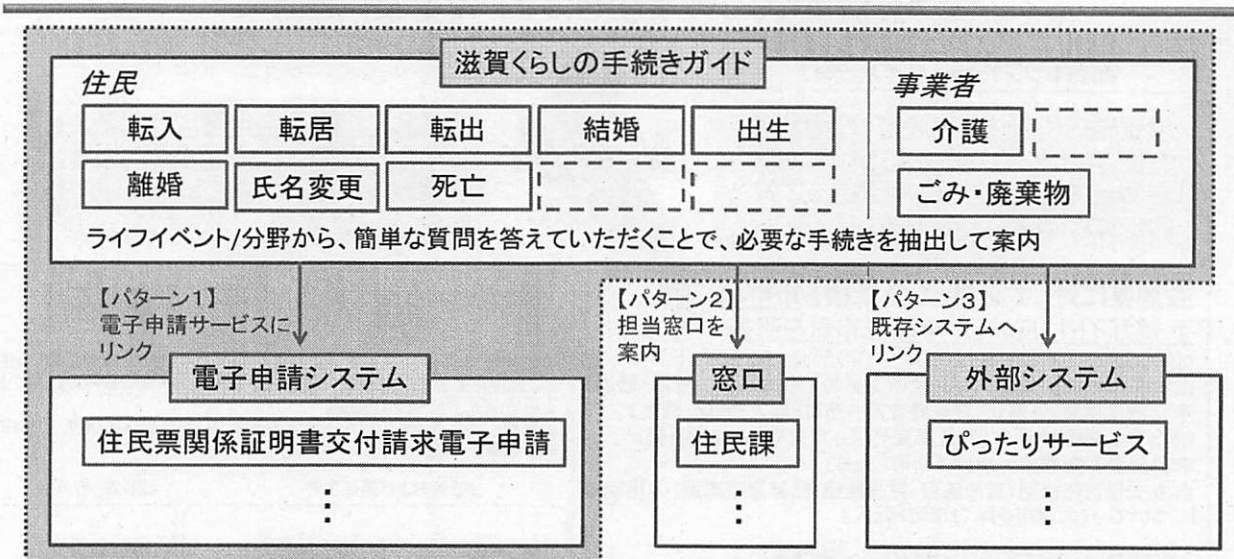 滋賀くらしの手続きガイド
住民
事業者
転入
転居
転出
結婚
出生
介護
離婚
氏名変更
死亡
ごみ・廃棄物
ライフイベント/分野から、簡単な質問を答えていただくことで、必要な手続きを抽出して案内
【パターン1】
電子申請サービスに
リンク
【パターン2】
担当窓口を
案内
【パターン3】
既存システムへ
リンク
電子申請システム
窓口
外部システム
住民票関係証明書交付請求電子申請
住民課
ぴったりサービス
⋮
⋮
⋮